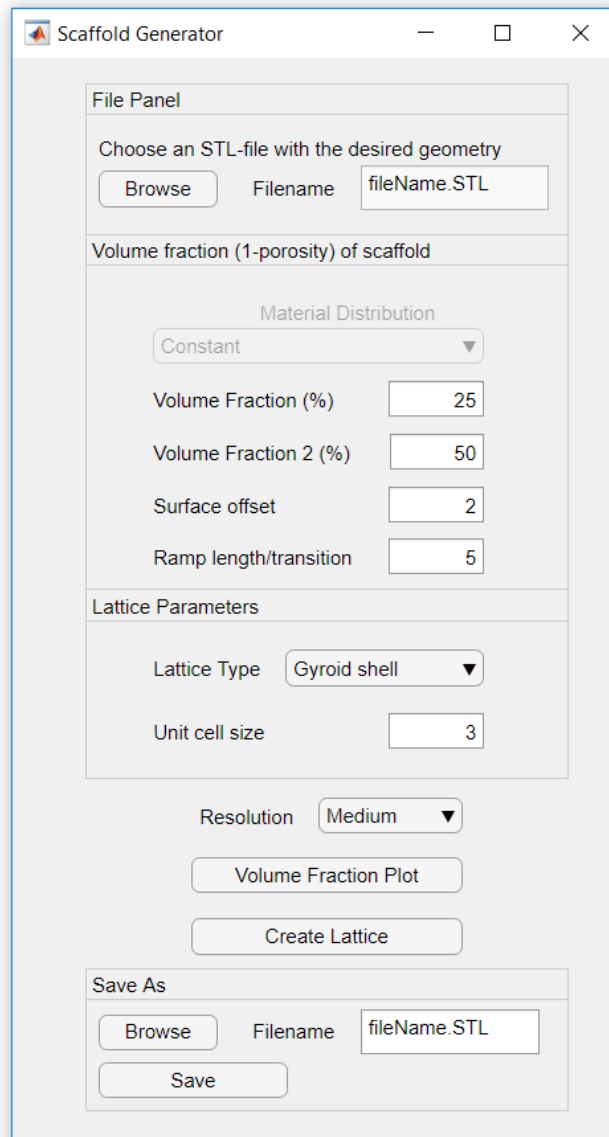 Scaffold Generator
File Panel
Choose an STL-file with the desired geometry
Browse Filename fileName.STL
Volume fraction (1-porosity) of scaffold
Material Distribution
Constant
Volume Fraction (%) 25
Volume Fraction 2 (%) 50
Surface offset 2
Ramp length/transition 5
Lattice Parameters
Lattice Type Gyroid shell
Unit cell size 3
Resolution Medium
Volume Fraction Plot
Create Lattice
Save As
Browse Filename fileName.STL
Save